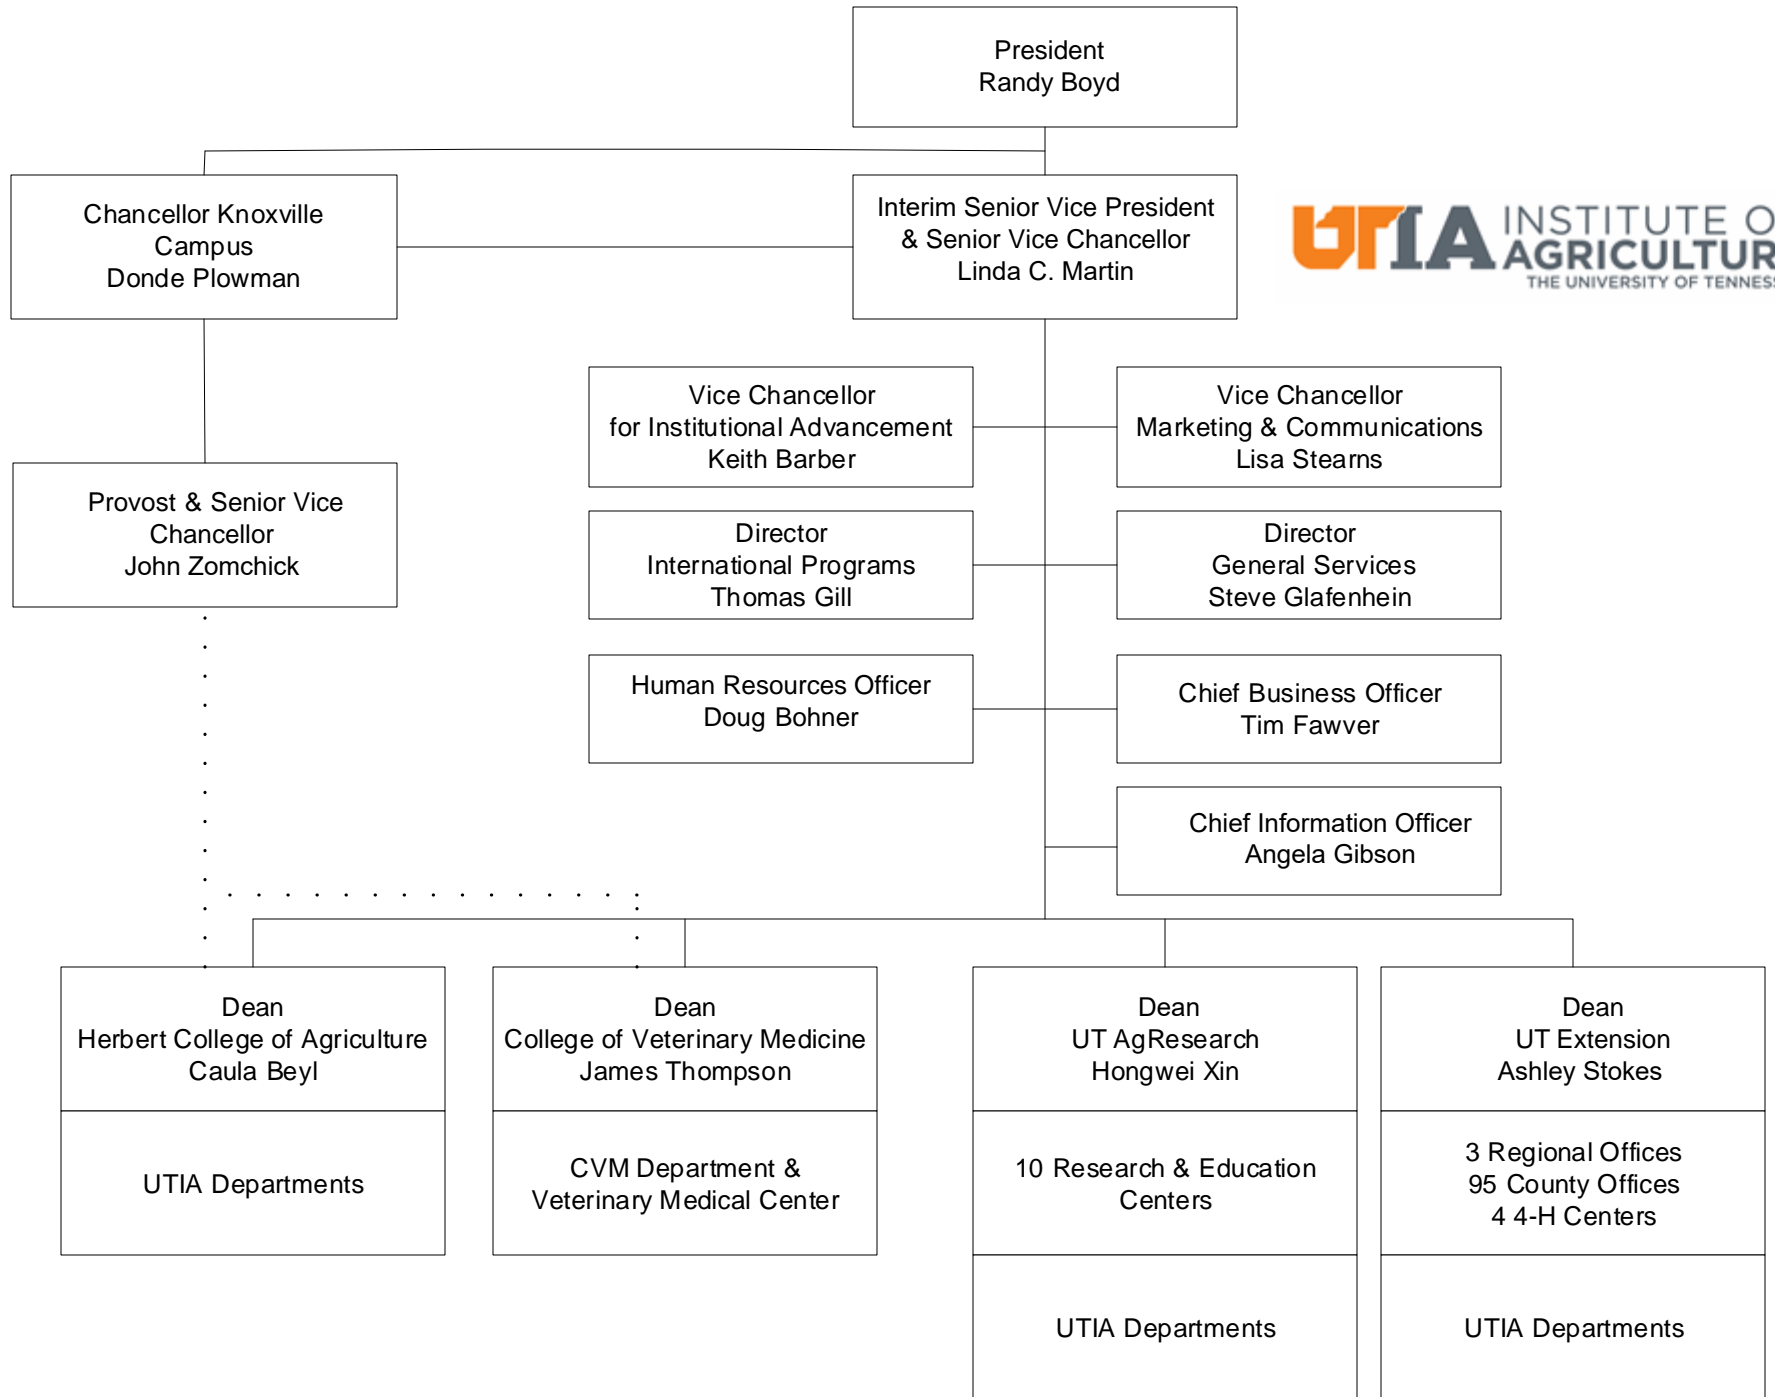 President
Randy Boyd
Chancellor Knoxville
Campus
Donde Plowman
Interim Senior Vice President
& Senior Vice Chancellor
Linda C. Martin
UTIA INSTITUTE O
AGRICULTUR
THE UNIVERSITY OF TENNESS
Vice Chancellor
for Institutional Advancement
Keith Barber
Vice Chancellor
Marketing & Communications
Lisa Stearns
Provost & Senior Vice
Chancellor
John Zomchick
Director
International Programs
Thomas Gill
Director
General Services
Steve Glafenhein
Human Resources Officer
Doug Bohner
Chief Business Officer
Tim Fawver
Chief Information Officer
Angela Gibson
Dean
Herbert College of Agriculture
Caula Beyl
Dean
College of Veterinary Medicine
James Thompson
Dean
UT AgResearch
Hongwei Xin
Dean
UT Extension
Ashley Stokes
UTIA Departments
CVM Department &
Veterinary Medical Center
10 Research & Education
Centers
3 Regional Offices
95 County Offices
4 4-H Centers
UTIA Departments
UTIA Departments